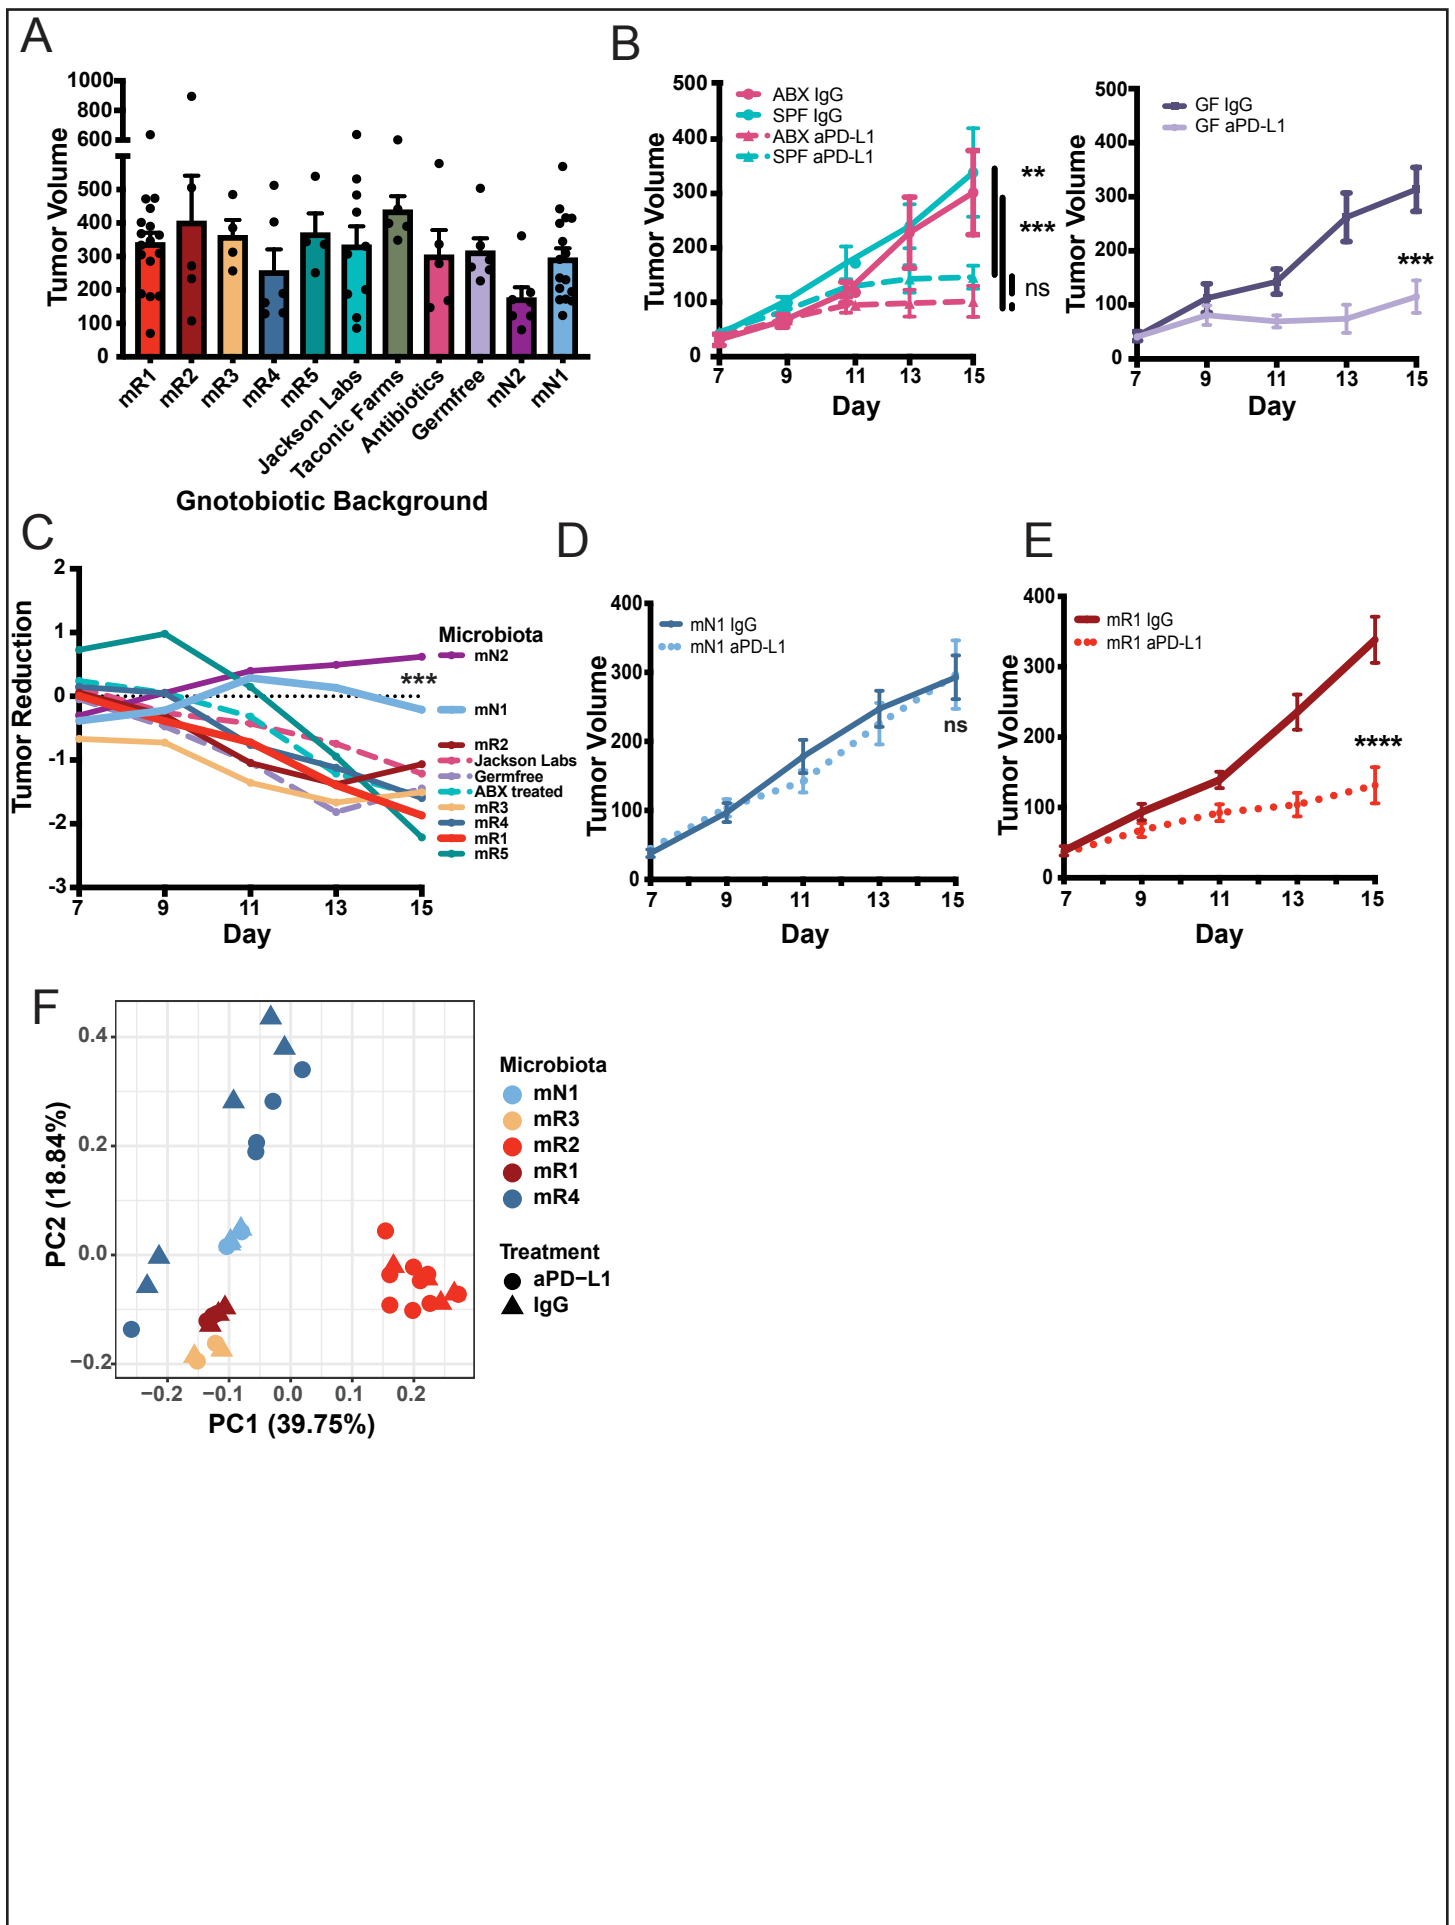 A
Tumor Volume
1000
800
600
500
400
300
200
100
0
mR1
mR2
mR3
mR4
mR5
Jackson Labs
Taconic Farms
Antibiotics
Germfree
mN2
mN1
Gnotobiotic Background
B
Tumor Volume
500
400
300
200
100
0
ABX IgG
SPF IgG
ABX aPD-L1
SPF aPD-L1
**
***
ns
7
9
11
13
15
Day
Tumor Volume
500
400
300
200
100
0
GF IgG
GF aPD-L1
***
7
9
11
13
15
Day
C
Tumor Reduction
2
1
0
-1
-2
-3
***
Microbiota
mN2
mN1
mR2
Jackson Labs
Germfree
ABX treated
mR3
mR4
mR1
mR5
7
9
11
13
15
Day
D
Tumor Volume
400
300
200
100
0
mN1 IgG
mN1 aPD-L1
ns
7
9
11
13
15
Day
E
Tumor Volume
400
300
200
100
0
mR1 IgG
mR1 aPD-L1
****
7
9
11
13
15
Day
F
PC2 (18.84%)
0.4
0.2
0.0
−0.2
−0.2
−0.1
0.0
0.1
0.2
PC1 (39.75%)
Microbiota
mN1
mR3
mR2
mR1
mR4
Treatment
aPD−L1
IgG